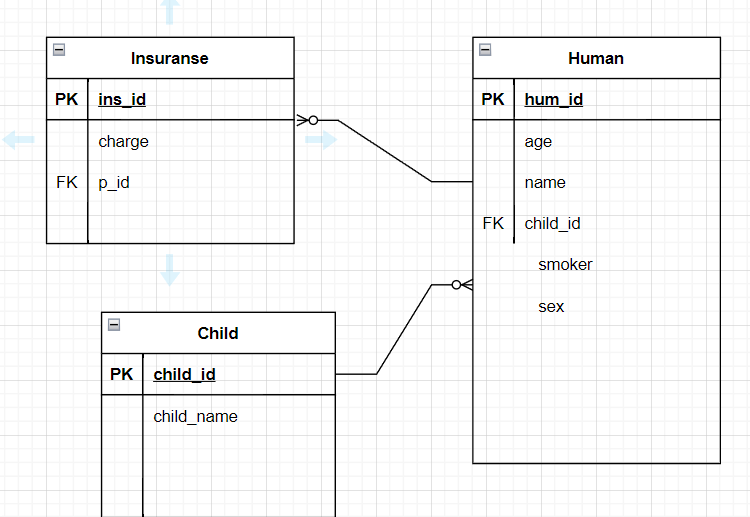 Insuranse
PK ins_id
charge
FK p_id
Human
PK hum_id
age
name
FK child_id
smoker
sex
Child
PK child_id
child_name